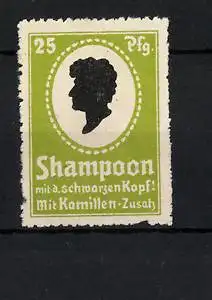 25 Pfg.
Shampoon
mit d. schwarzen Kopf!
Mit Kamillen-Zusatz